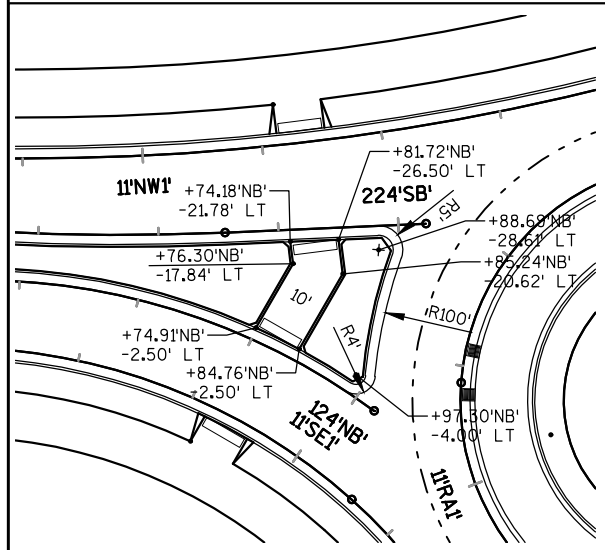 +81.72'NB'
-26.50' LT
11'NW1'
+74.18'NB'
-21.78' LT
224'SB'
R5'
+88.69'NB'
-28.61' LT
+76.30'NB'
-17.84' LT
+85.24'NB'
-20.62' LT
10'
R100'
+74.91'NB'
-2.50' LT
R4'
+84.76'NB'
-2.50' LT
124'NB'
11'SE1'
+97.30'NB'
-4.00' LT
11'RA1'